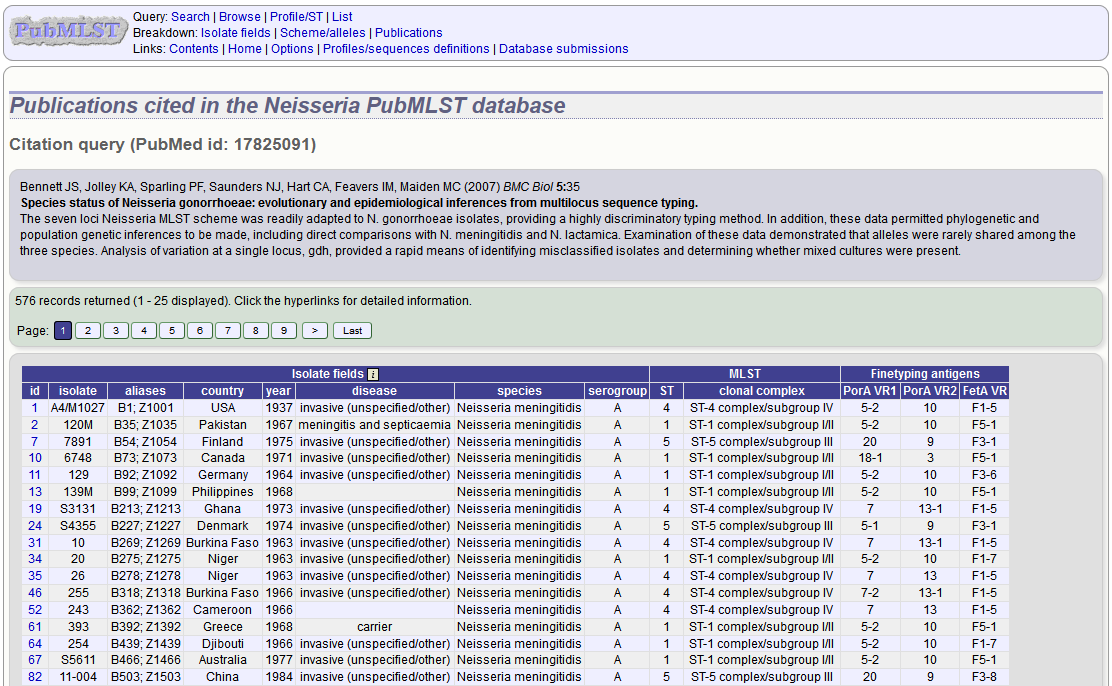 PubMLST
Query: Search | Browse | Profile/ST | List
Breakdown: Isolate fields | Scheme/alleles | Publications
Links: Contents | Home | Options | Profiles/sequences definitions | Database submissions
Publications cited in the Neisseria PubMLST database
Citation query (PubMed id: 17825091)
Bennett JS, Jolley KA, Sparling PF, Saunders NJ, Hart CA, Feavers IM, Maiden MC (2007) BMC Biol 5:35
Species status of Neisseria gonorrhoeae: evolutionary and epidemiological inferences from multilocus sequence typing.
The seven loci Neisseria MLST scheme was readily adapted to N. gonorrhoeae isolates, providing a highly discriminatory typing method. In addition, these data permitted phylogenetic and
population genetic inferences to be made, including direct comparisons with N. meningitidis and N. lactamica. Examination of these data demonstrated that alleles were rarely shared among the
three species. Analysis of variation at a single locus, gdh, provided a rapid means of identifying misclassified isolates and determining whether mixed cultures were present.
576 records returned (1 - 25 displayed). Click the hyperlinks for detailed information.
Page: 1 2 3 4 5 6 7 8 9 > Last
Isolate fields i MLST Finetyping antigens
id isolate aliases country year disease species serogroup ST clonal complex PorA VR1 PorA VR2 FetA VR
1 A4/M1027 B1; Z1001 USA 1937 invasive (unspecified/other) Neisseria meningitidis A 4 ST-4 complex/subgroup IV 5-2 10 F1-5
2 120M B35; Z1035 Pakistan 1967 meningitis and septicaemia Neisseria meningitidis A 1 ST-1 complex/subgroup I/II 5-2 10 F5-1
7 7891 B54; Z1054 Finland 1975 invasive (unspecified/other) Neisseria meningitidis A 5 ST-5 complex/subgroup III 20 9 F3-1
10 6748 B73; Z1073 Canada 1971 invasive (unspecified/other) Neisseria meningitidis A 1 ST-1 complex/subgroup I/II 18-1 3 F5-1
11 129 B92; Z1092 Germany 1964 invasive (unspecified/other) Neisseria meningitidis A 1 ST-1 complex/subgroup I/II 5-2 10 F3-6
13 139M B99; Z1099 Philippines 1968 Neisseria meningitidis A 1 ST-1 complex/subgroup I/II 5-2 10 F5-1
19 S3131 B213; Z1213 Ghana 1973 invasive (unspecified/other) Neisseria meningitidis A 4 ST-4 complex/subgroup IV 7 13-1 F1-5
24 S4355 B227; Z1227 Denmark 1974 invasive (unspecified/other) Neisseria meningitidis A 5 ST-5 complex/subgroup III 5-1 9 F3-1
31 10 B269; Z1269 Burkina Faso 1963 invasive (unspecified/other) Neisseria meningitidis A 4 ST-4 complex/subgroup IV 7 13-1 F1-5
34 20 B275; Z1275 Niger 1963 invasive (unspecified/other) Neisseria meningitidis A 1 ST-1 complex/subgroup I/II 5-2 10 F1-7
35 26 B278; Z1278 Niger 1963 invasive (unspecified/other) Neisseria meningitidis A 4 ST-4 complex/subgroup IV 7 13 F1-5
46 255 B318; Z1318 Burkina Faso 1966 invasive (unspecified/other) Neisseria meningitidis A 4 ST-4 complex/subgroup IV 7-2 13-1 F1-5
52 243 B362; Z1362 Cameroon 1966 Neisseria meningitidis A 4 ST-4 complex/subgroup IV 7 13 F1-5
61 393 B392; Z1392 Greece 1968 carrier Neisseria meningitidis A 1 ST-1 complex/subgroup I/II 5-2 10 F5-1
64 254 B439; Z1439 Djibouti 1966 invasive (unspecified/other) Neisseria meningitidis A 1 ST-1 complex/subgroup I/II 5-2 10 F1-7
67 S5611 B466; Z1466 Australia 1977 invasive (unspecified/other) Neisseria meningitidis A 1 ST-1 complex/subgroup I/II 5-2 10 F5-1
82 11-004 B503; Z1503 China 1984 invasive (unspecified/other) Neisseria meningitidis A 5 ST-5 complex/subgroup III 20 9 F3-8